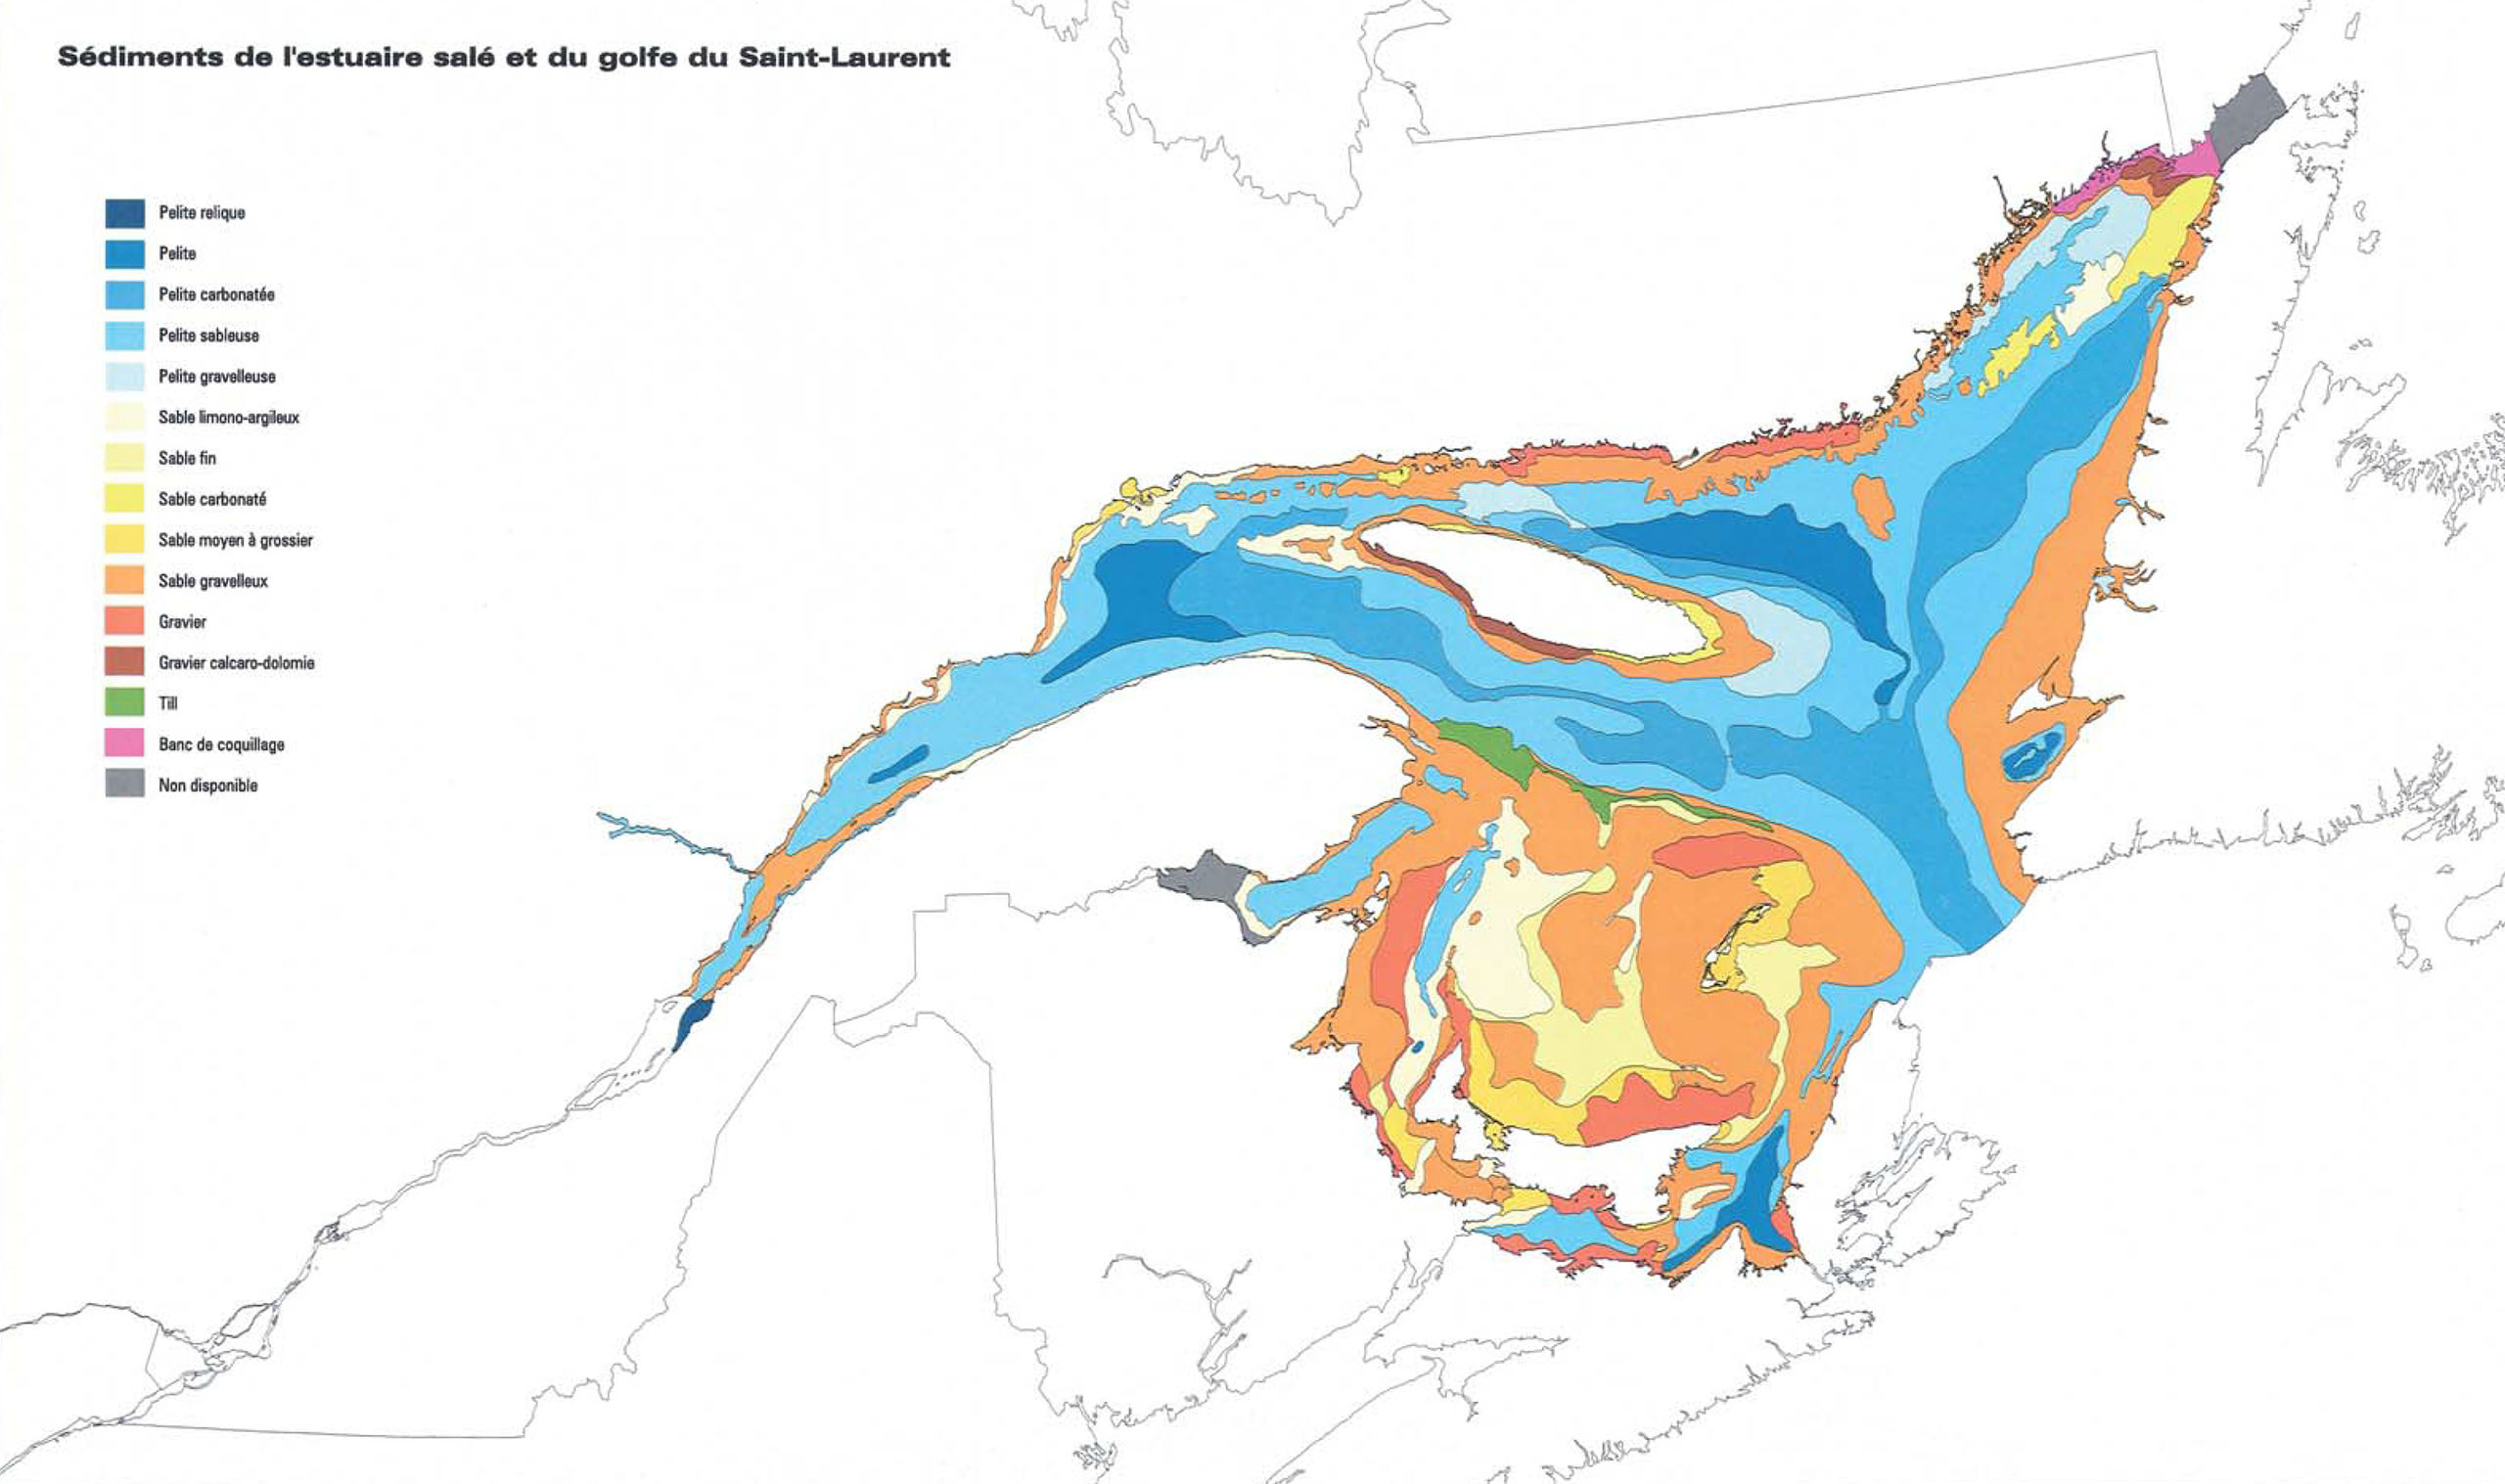 Sédiments de l'estuaire salé et du golfe du Saint-Laurent
Pelite relique
Pelite
Pelite carbonatée
Pelite sableuse
Pelite gravelleuse
Sable limono-argileux
Sable fin
Sable carbonaté
Sable moyen à grossier
Sable gravelleux
Gravier
Gravier calcaro-dolomie
Till
Banc de coquillage
Non disponible